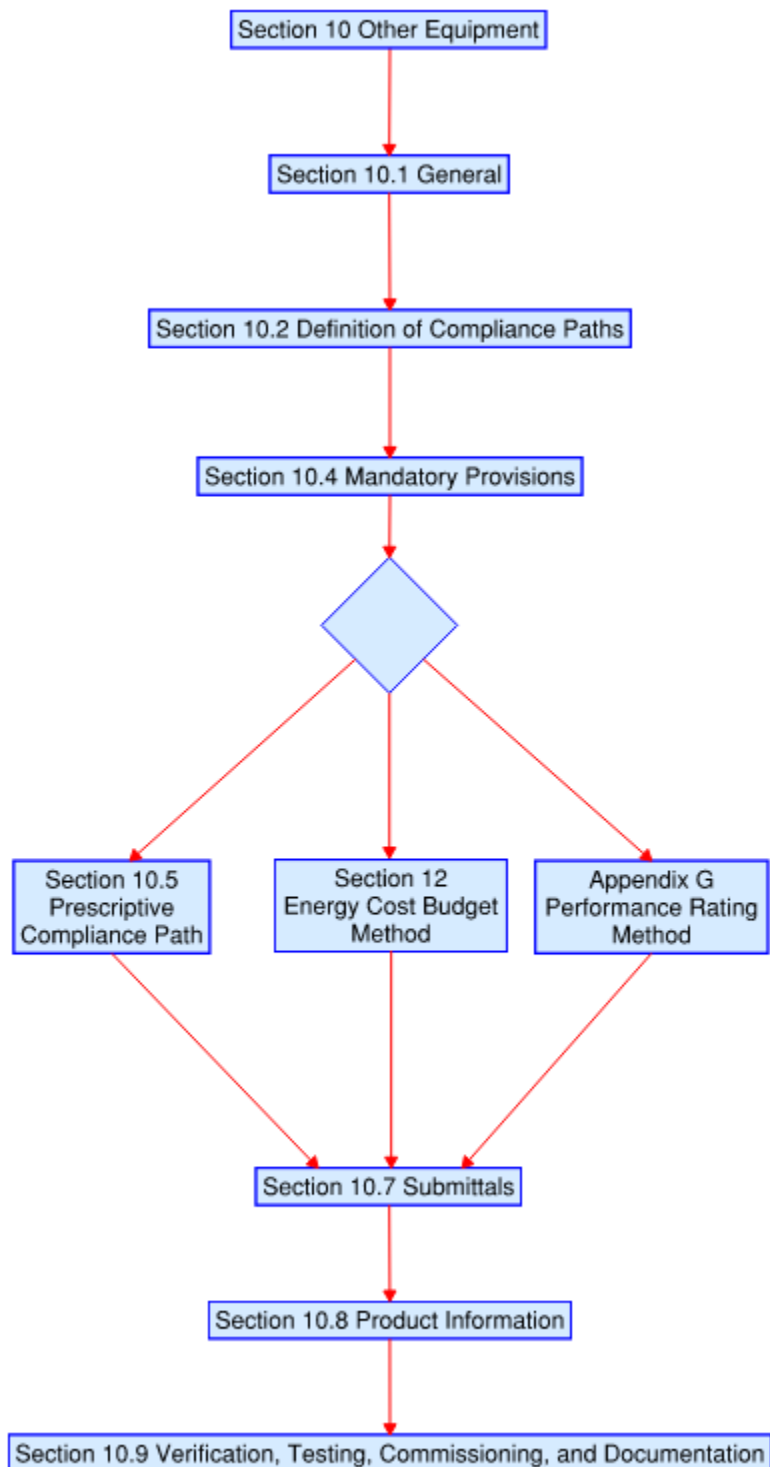 Section 10 Other Equipment
Section 10.1 General
Section 10.2 Definition of Compliance Paths
Section 10.4 Mandatory Provisions
Section 10.5
Prescriptive
Compliance Path
Section 12
Energy Cost Budget
Method
Appendix G
Performance Rating
Method
Section 10.7 Submittals
Section 10.8 Product Information
Section 10.9 Verification, Testing, Commissioning, and Documentation